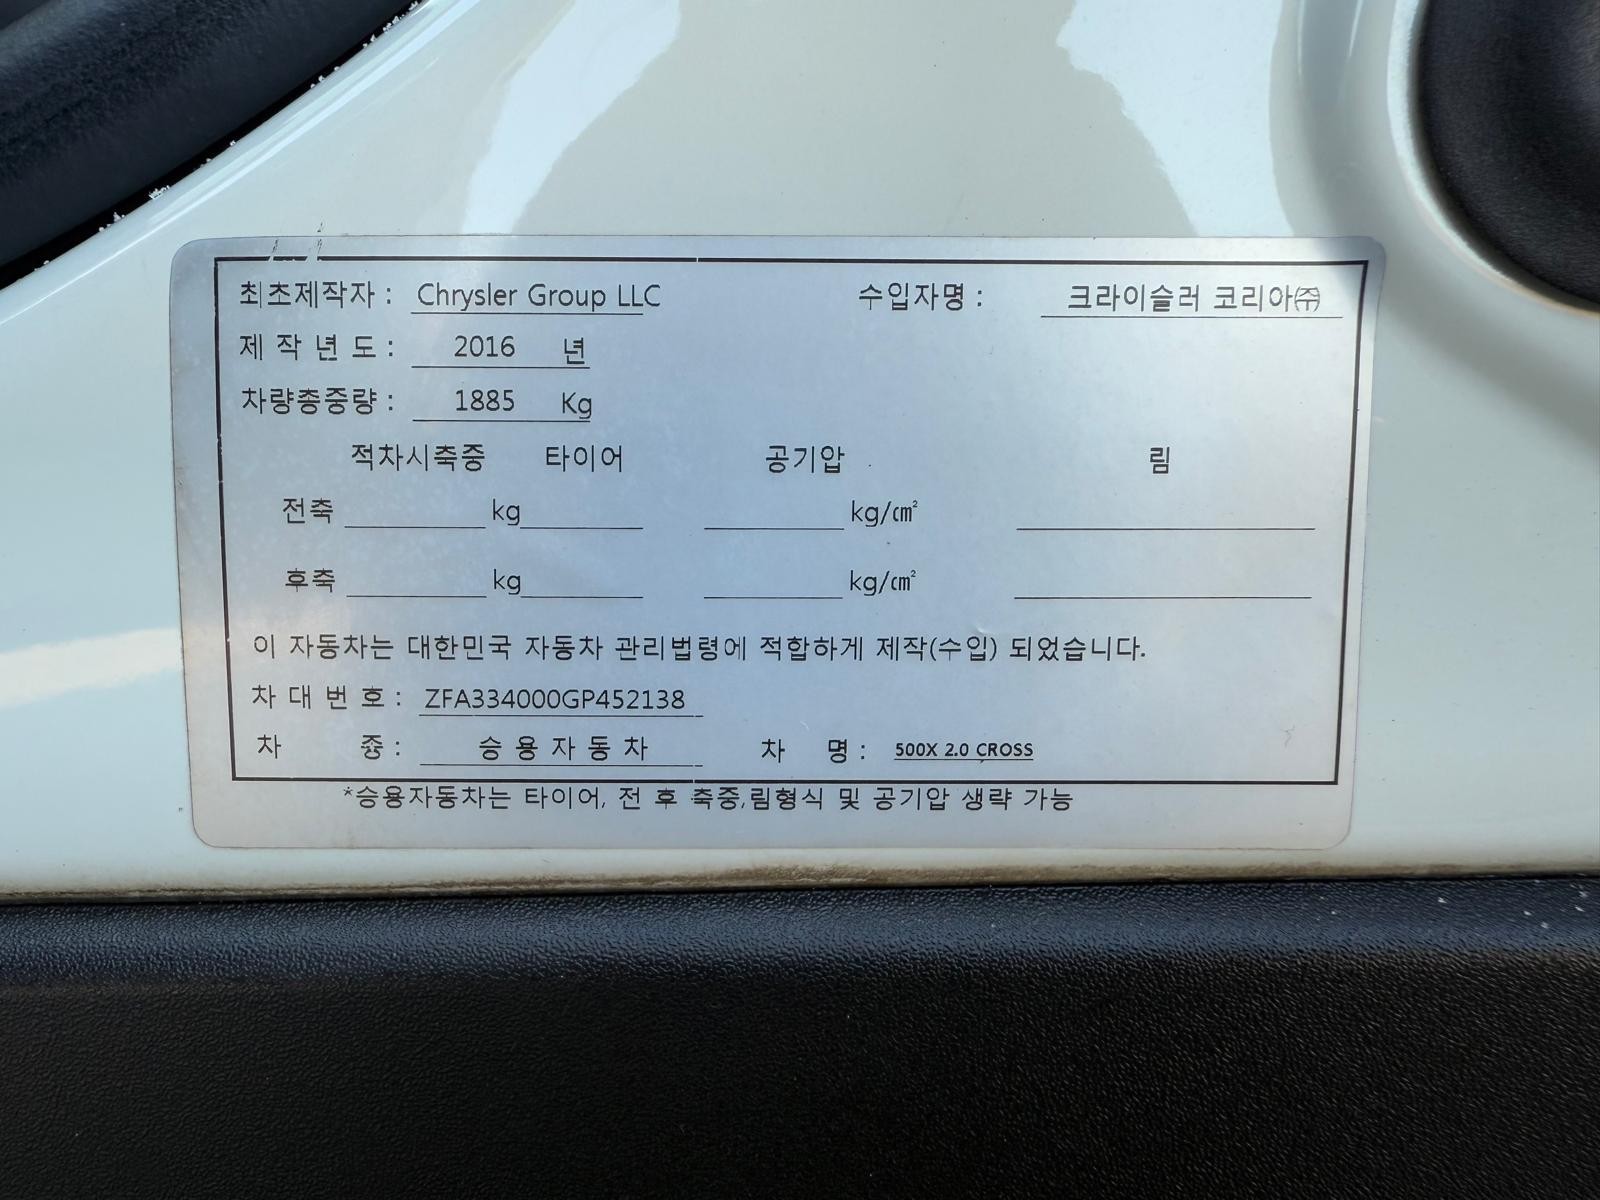 최초제작자 : Chrysler Group LLC 수입자명 : 크라이슬러 코리아㈜
제 작 년 도 : 2016 년
차량총중량 : 1885 Kg
적차시축중 타이어 공기압 림
전축 kg kg/㎠
후축 kg kg/㎠
이 자동차는 대한민국 자동차 관리법령에 적합하게 제작(수입) 되었습니다.
차 대 번 호 : ZFA334000GP452138
차 종 : 승 용 자 동 차 차 명 : 500X 2.0 CROSS
*승용자동차는 타이어, 전 후 축중,림형식 및 공기압 생략 가능